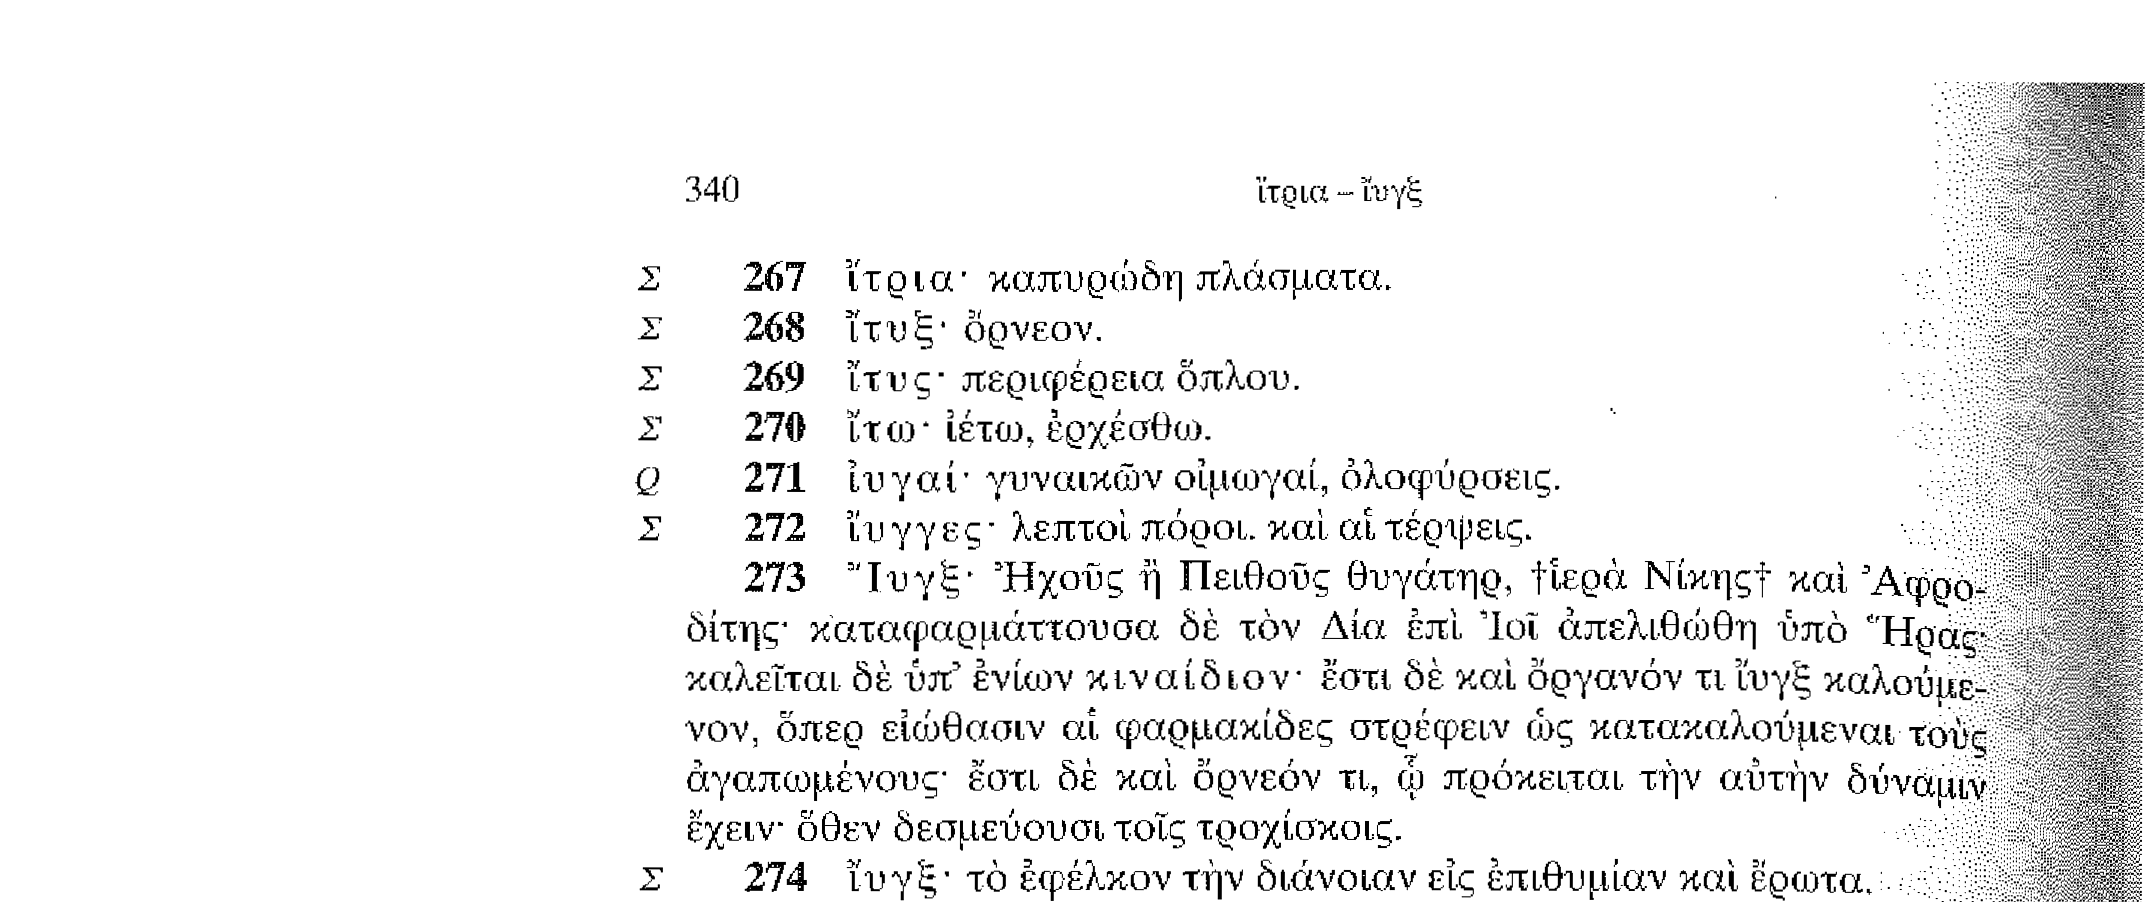 340 ἴτρια – ἴυγξ
Σ 267 ἴτρια· καπυρώδη πλάσματα.
Σ 268 ἴτυξ· ὄρνεον.
Σ 269 ἴτυς· περιφέρεια ὅπλου.
Σ 270 ἴτω· ἰέτω, ἐρχέσθω.
Q 271 ἰυγαί· γυναικῶν οἰμωγαί, ὀλοφύρσεις.
Σ 272 ἴυγγες· λεπτοὶ πόροι. καὶ αἱ τέρψεις.
273 Ἴυγξ· Ἠχοῦς ἢ Πειθοῦς θυγάτηρ, †ἱερὰ Νίκης† καὶ Ἀφρο-
δίτης· καταφαρμάττουσα δὲ τὸν Δία ἐπὶ Ἰοῖ ἀπελιθώθη ὑπὸ Ἥρας·
καλεῖται δὲ ὑπ’ ἐνίων κιναίδιον· ἔστι δὲ καὶ ὄργανόν τι ἴυγξ καλούμε-
νον, ὅπερ εἰώθασιν αἱ φαρμακίδες στρέφειν ὡς κατακαλούμεναι τοὺς
ἀγαπωμένους· ἔστι δὲ καὶ ὄρνεόν τι, ᾧ πρόκειται τὴν αὐτὴν δύναμιν
ἔχειν· ὅθεν δεσμεύουσι τοῖς τροχίσκοις.
Σ 274 ἴυγξ· τὸ ἐφέλκον τὴν διάνοιαν εἰς ἐπιθυμίαν καὶ ἔρωτα.